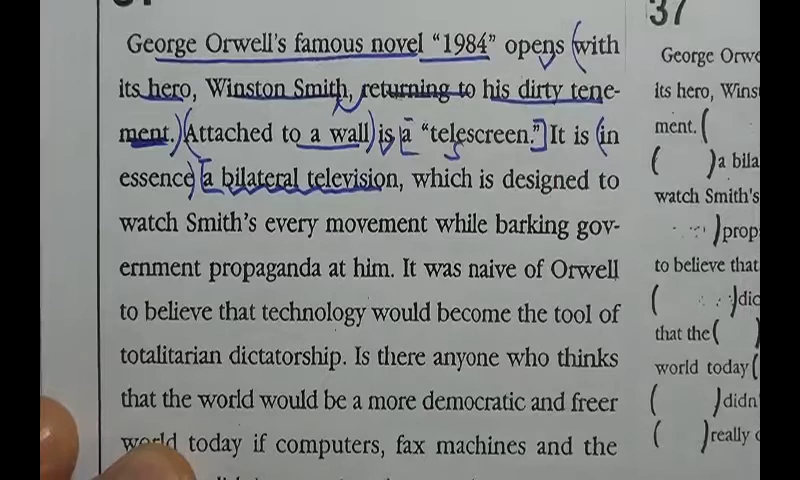 37
George Orwell's famous novel "1984" opens (with
its hero, Winston Smith, returning to his dirty tene-
ment.) (Attached to a wall) is [a "telescreen."] It is (in
essence) [a bilateral television, which is designed to
watch Smith's every movement while barking gov-
ernment propaganda at him. It was naive of Orwell
to believe that technology would become the tool of
totalitarian dictatorship. Is there anyone who thinks
that the world would be a more democratic and freer
world today if computers, fax machines and the
George
its hero,
ment. (
( ) a bila
watch Smith's
) prop
to believe that
(
that the (
world today (
( ) didn
( ) really